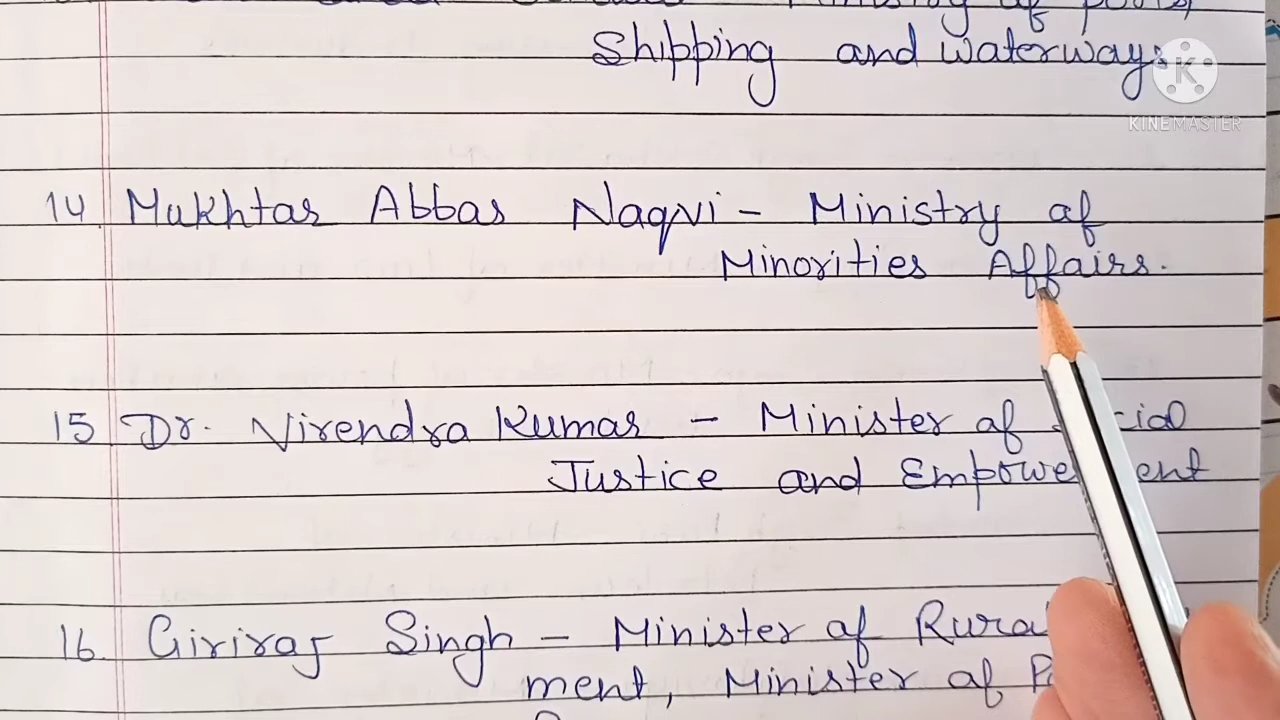 Shipping and Waterways
KINEMASTER
14 Mukhtar Abbas Naqvi - Ministry of
Minorities Affairs.
15 Dr. Virendra Kumar - Minister of
Justice and
16 Giriraj Singh - Minister of
ment, Minister of